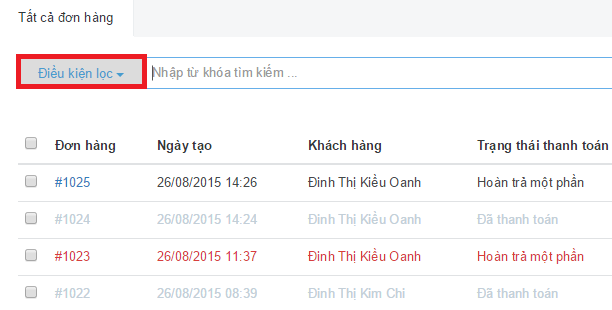 Tất cả đơn hàng
Điều kiện lọc Nhập từ khóa tìm kiếm ...
Đơn hàng Ngày tạo Khách hàng Trạng thái thanh toán
#1025 26/08/2015 14:26 Đinh Thị Kiều Oanh Hoàn trả một phần
#1024 26/08/2015 14:24 Đinh Thị Kiều Oanh Đã thanh toán
#1023 26/08/2015 11:37 Đinh Thị Kiều Oanh Hoàn trả một phần
#1022 26/08/2015 08:39 Đinh Thị Kim Chi Đã thanh toán